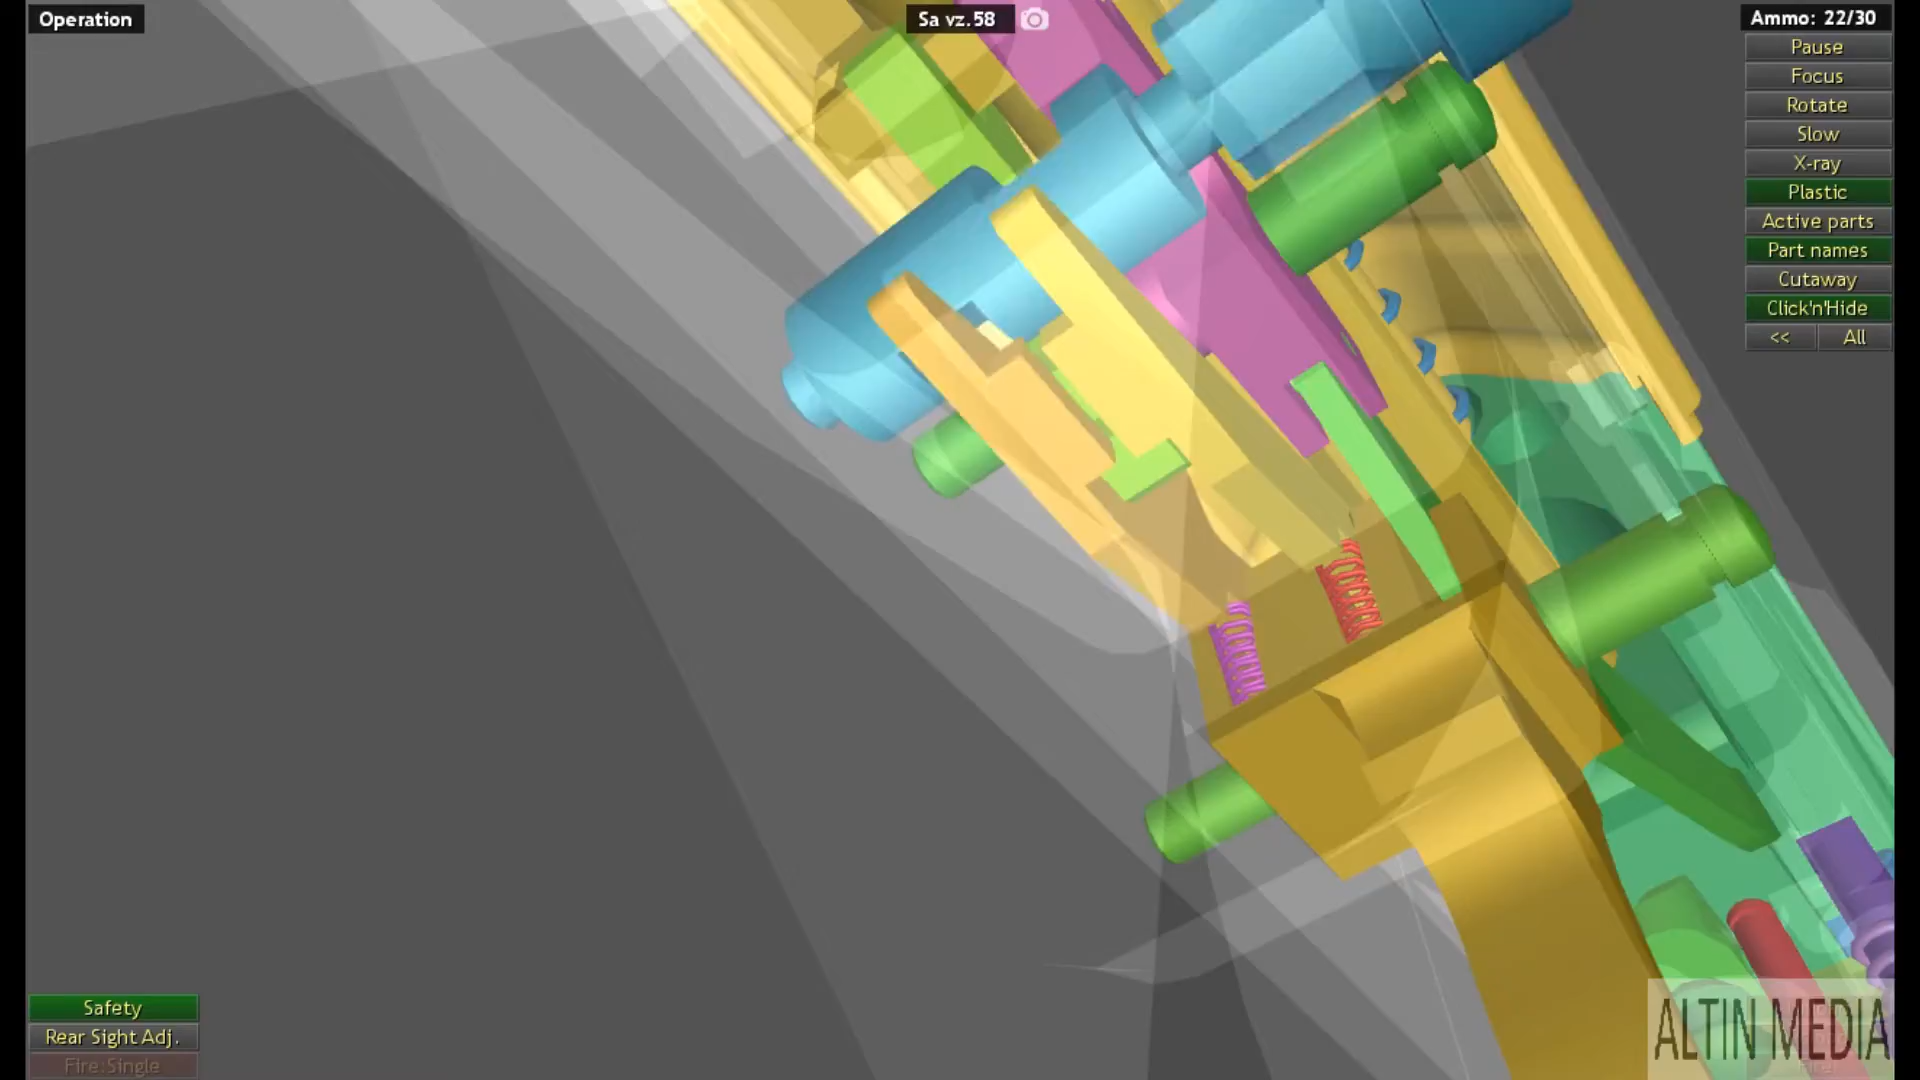 Operation
Sa vz.58
Ammo: 22/30
Pause
Focus
Rotate
Slow
X-ray
Plastic
Active parts
Part names
Cutaway
Click'n'Hide
<< All
Safety
Rear Sight Adj.
Fire:Single
ALTIN MEDIA
Fire!